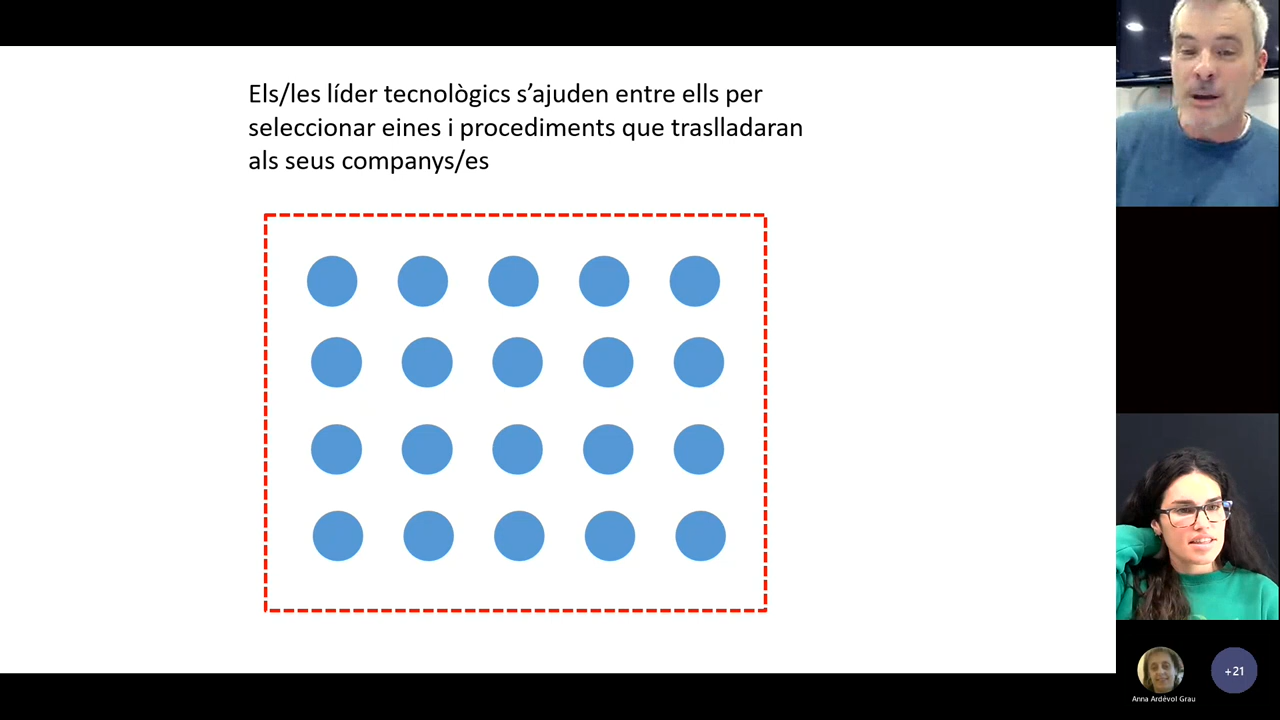 Els/les líder tecnològics s’ajuden entre ells per
seleccionar eines i procediments que traslladaran
als seus companys/es
Anna Ardévol Grau
+21